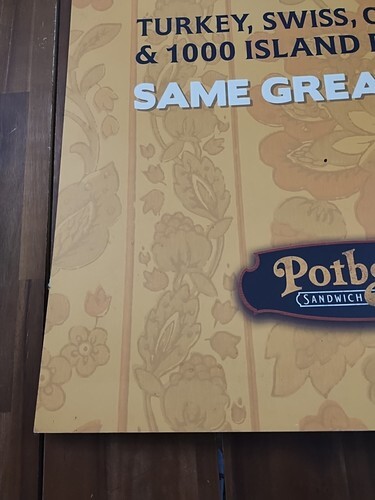 TURKEY, SWISS,
& 1000 ISLAND
SAME
SANDWICH